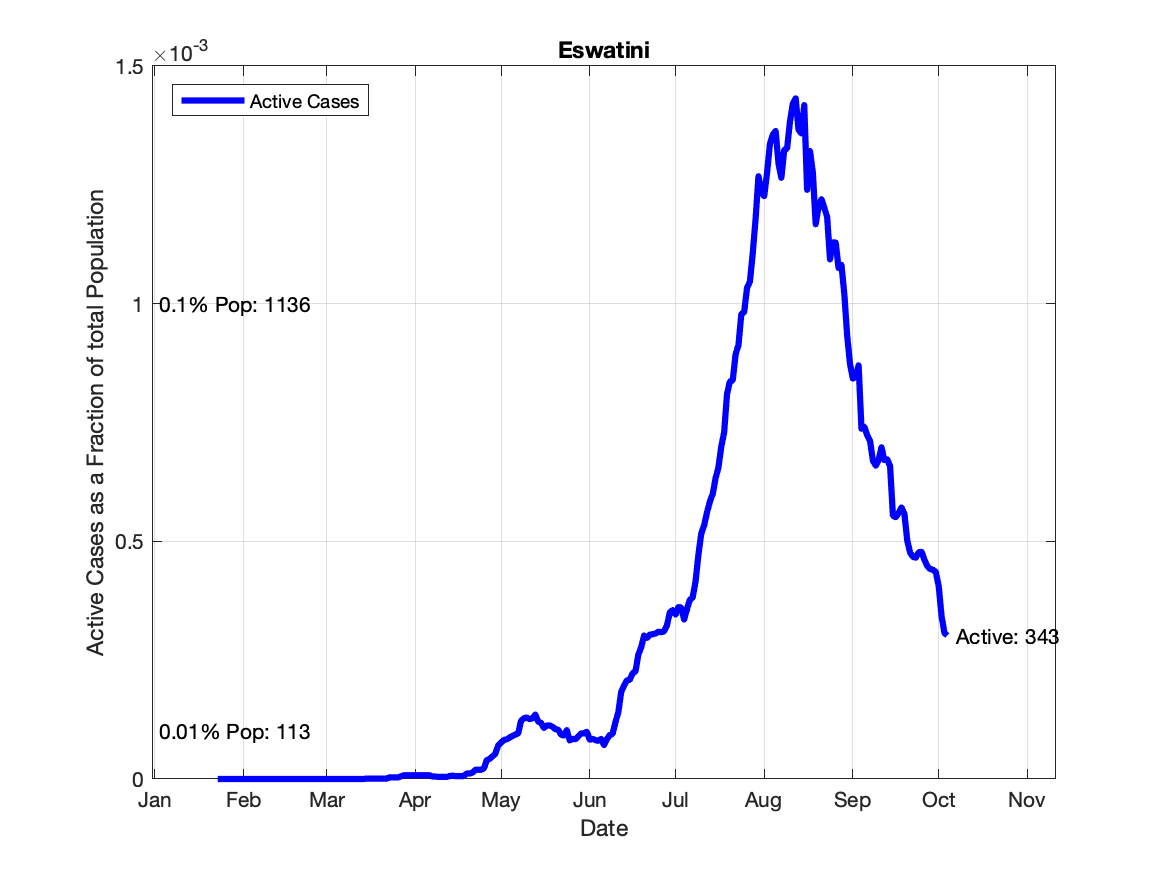 Eswatini
×10-3
1.5
1
0.5
0
Active Cases
Active Cases as a Fraction of total Population
0.1% Pop: 1136
0.01% Pop: 113
Active: 343
Jan Feb Mar Apr May Jun Jul Aug Sep Oct Nov
Date